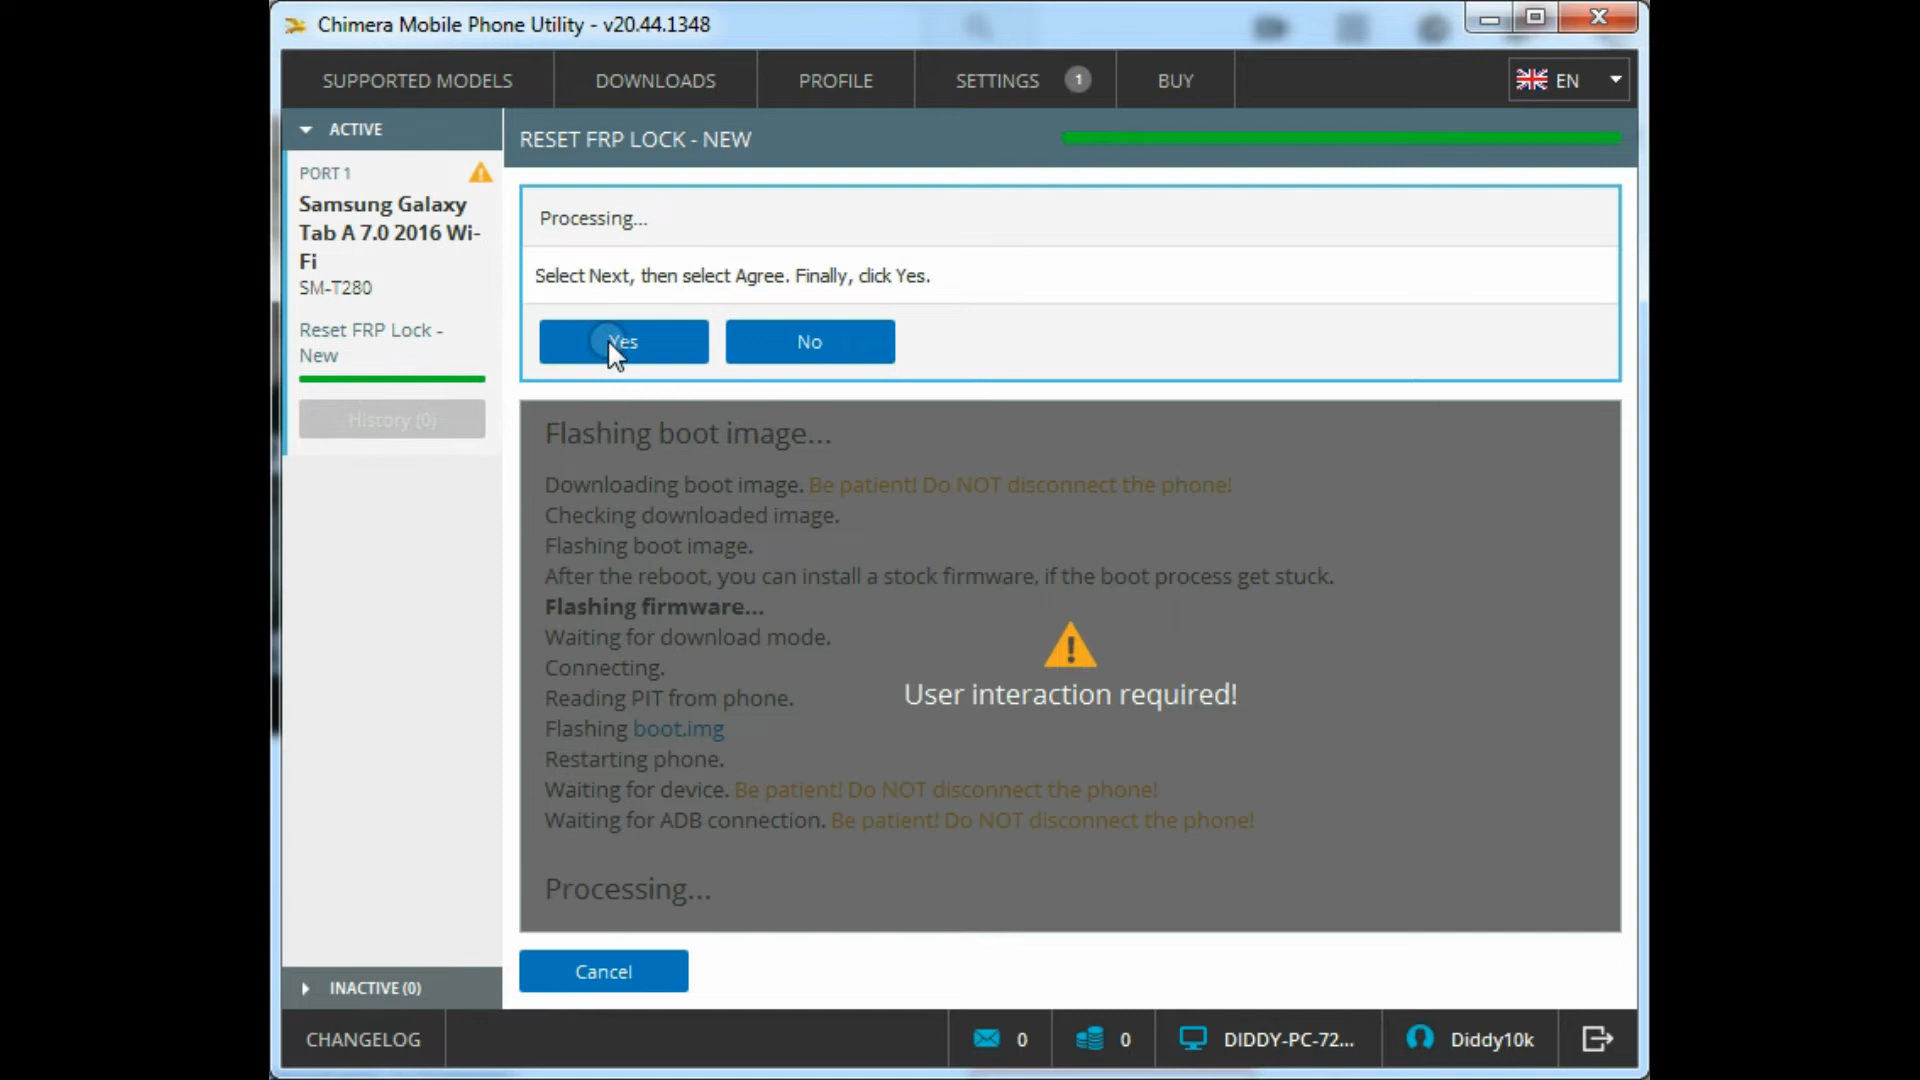 Chimera Mobile Phone Utility - v20.44.1348
SUPPORTED MODELS
DOWNLOADS
PROFILE
SETTINGS
1
BUY
EN
ACTIVE
PORT 1
Samsung Galaxy
Tab A 7.0 2016 Wi-
Fi
SM-T280
Reset FRP Lock -
New
History (0)
RESET FRP LOCK - NEW
Processing...
Select Next, then select Agree. Finally, click Yes.
Yes
No
Flashing boot image...
Downloading boot image. Be patient! Do NOT disconnect the phone!
Checking downloaded image.
Flashing boot image.
After the reboot, you can install a stock firmware, if the boot process get stuck.
Flashing firmware...
Waiting for download mode.
Connecting.
Reading PIT from phone.
Flashing boot.img
Restarting phone.
Waiting for device. Be patient! Do NOT disconnect the phone!
Waiting for ADB connection. Be patient! Do NOT disconnect the phone!
Processing...
User interaction required!
Cancel
INACTIVE (0)
CHANGELOG
0
0
DIDDY-PC-72...
Diddy10k